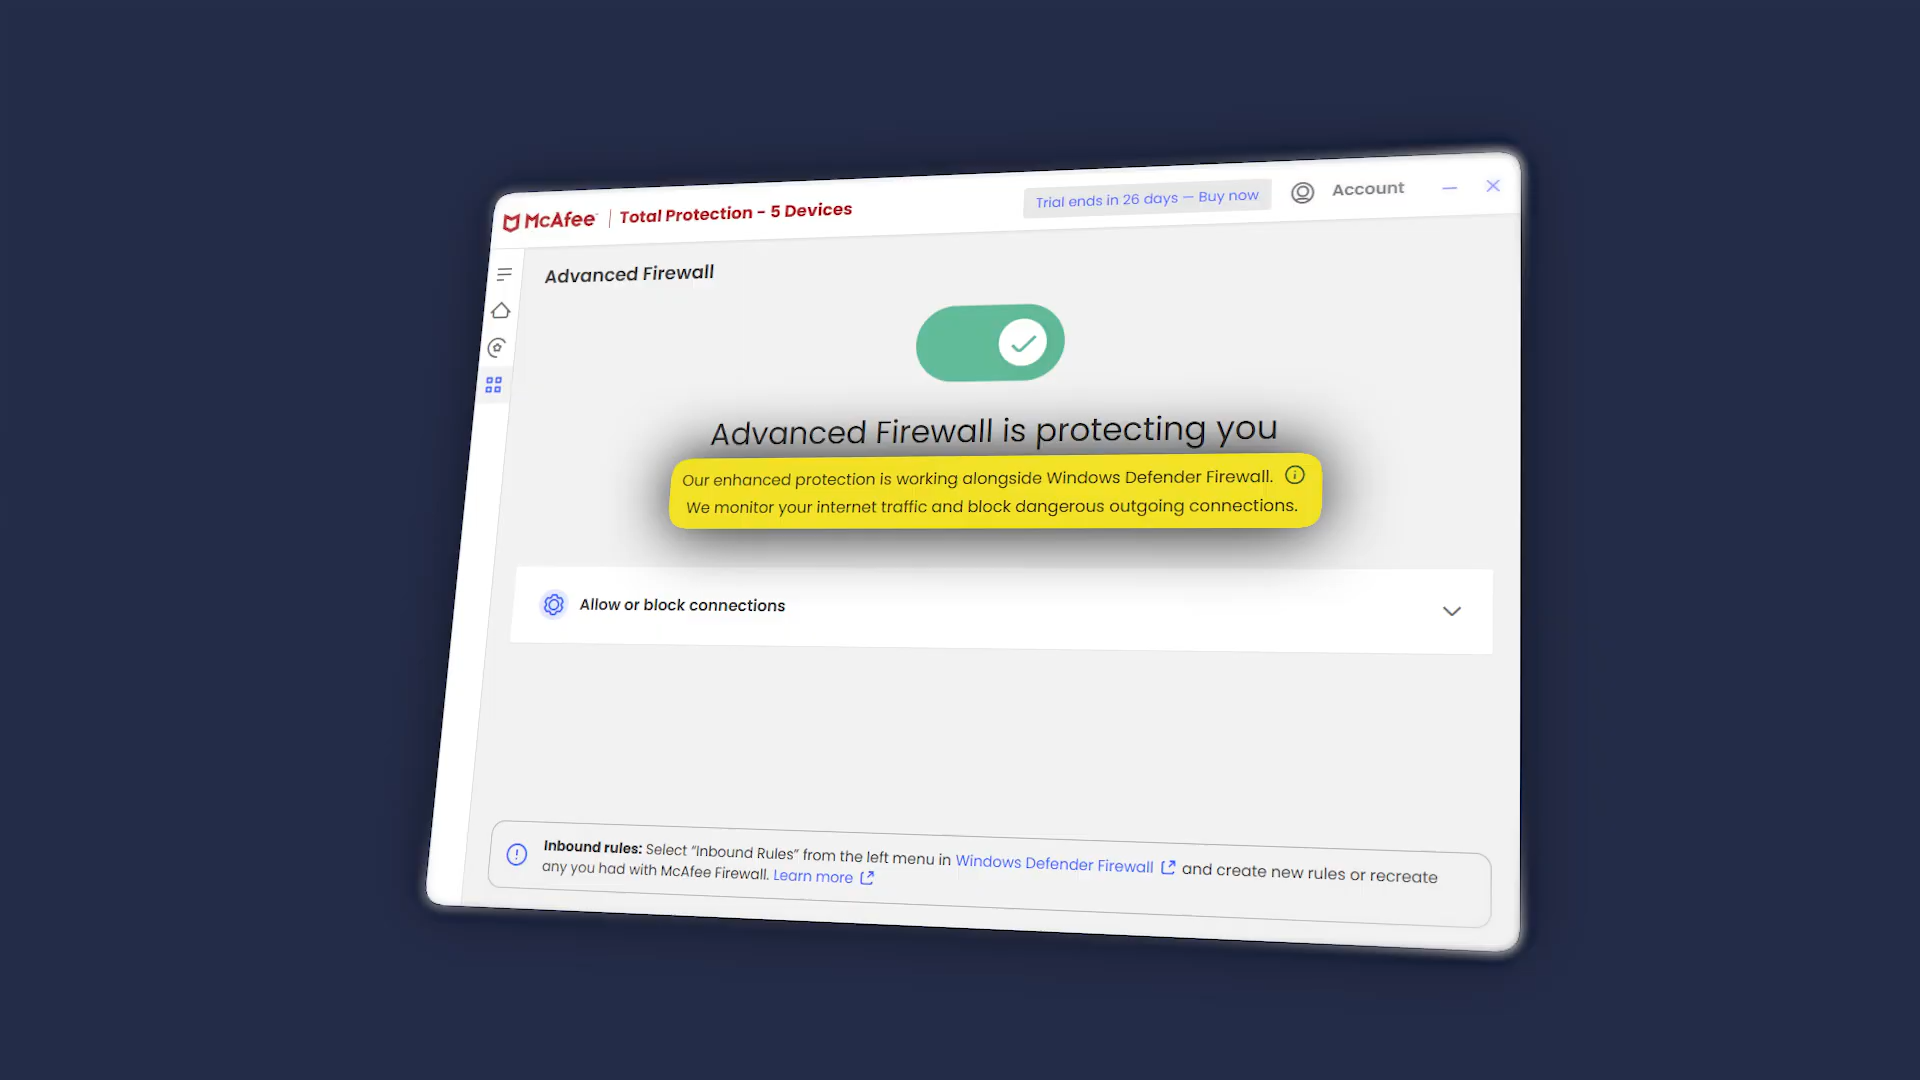 McAfee | Total Protection - 5 Devices
Trial ends in 26 days — Buy now
Account
Advanced Firewall
Advanced Firewall is protecting you
Our enhanced protection is working alongside Windows Defender Firewall.
We monitor your internet traffic and block dangerous outgoing connections.
Allow or block connections
Inbound rules: Select “Inbound Rules” from the left menu in Windows Defender Firewall and create new rules or recreate
any you had with McAfee Firewall. Learn more